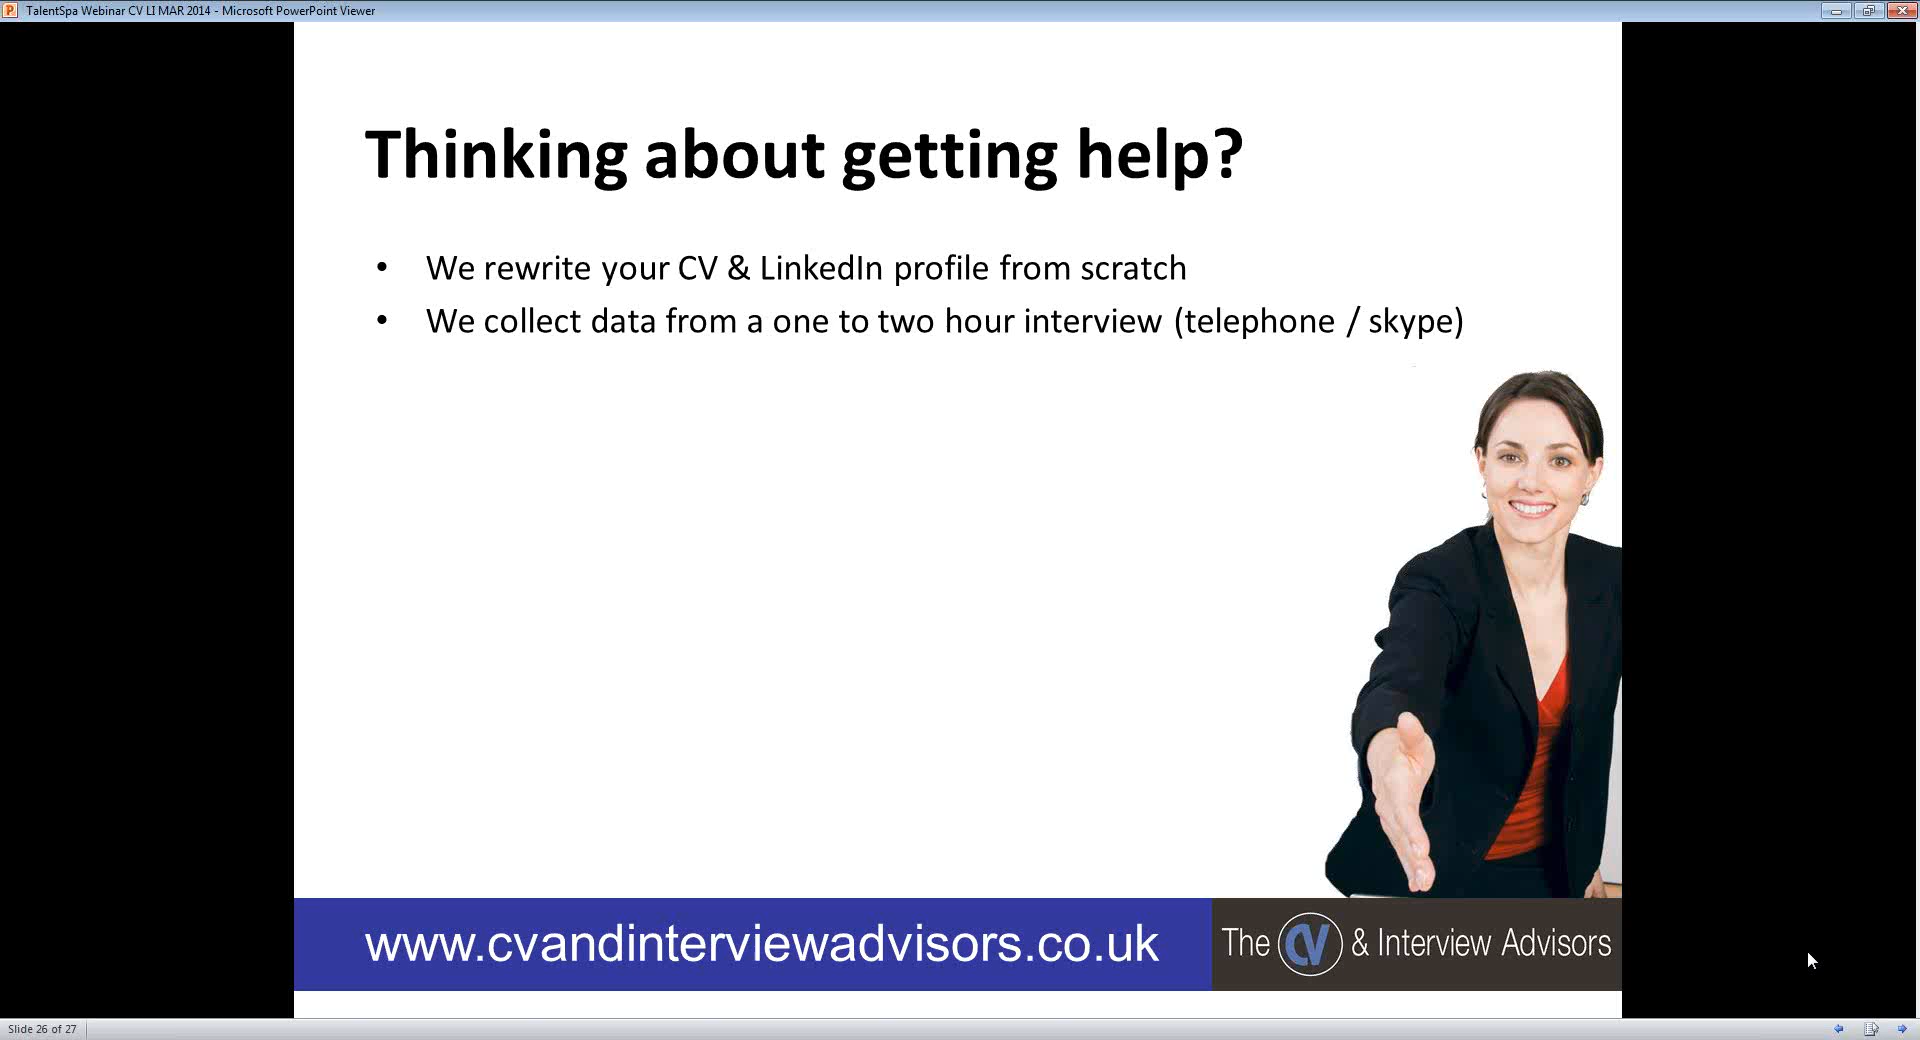 TalentSpa Webinar CV LI MAR 2014 - Microsoft PowerPoint Viewer
Thinking about getting help?
• We rewrite your CV & LinkedIn profile from scratch
• We collect data from a one to two hour interview (telephone / skype)
www.cvandinterviewadvisors.co.uk
The CV & Interview Advisors
Slide 26 of 27